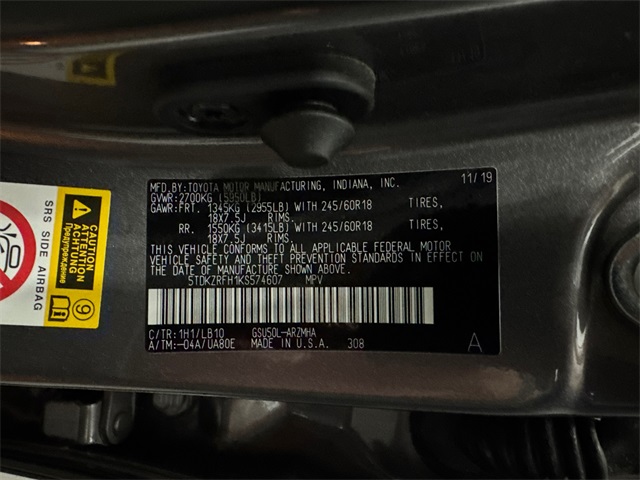 MFD.BY:TOYOTA MOTOR MANUFACTURING, INDIANA, INC. 11/19
GVWR:2700KG (5950LB)
GAWR:FRT. 1345KG (2955LB) WITH 245/60R18 TIRES,
18X7.5J RIMS.
RR. 1550KG (3415LB) WITH 245/60R18 TIRES,
18X7.5J RIMS.
THIS VEHICLE CONFORMS TO ALL APPLICABLE FEDERAL MOTOR
VEHICLE SAFETY AND THEFT PREVENTION STANDARDS IN EFFECT ON
THE DATE OF MANUFACTURE SHOWN ABOVE.
5TDKZRFH1KS574607 MPV
C/TR:1H1/LB10 GSU50L-ARZMHA
A/TM:-04A/UA80E MADE IN U.S.A. 308 A
SRS SIDE AIRBAG
CAUTION
ACHTUNG
ATTENTION
Предупреждение
9